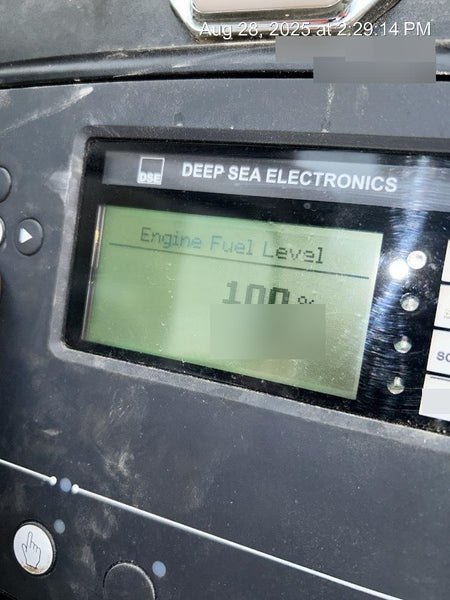 Aug 28, 2025 at 2:29:14 PM
DSE DEEP SEA ELECTRONICS
Engine Fuel Level
100 %